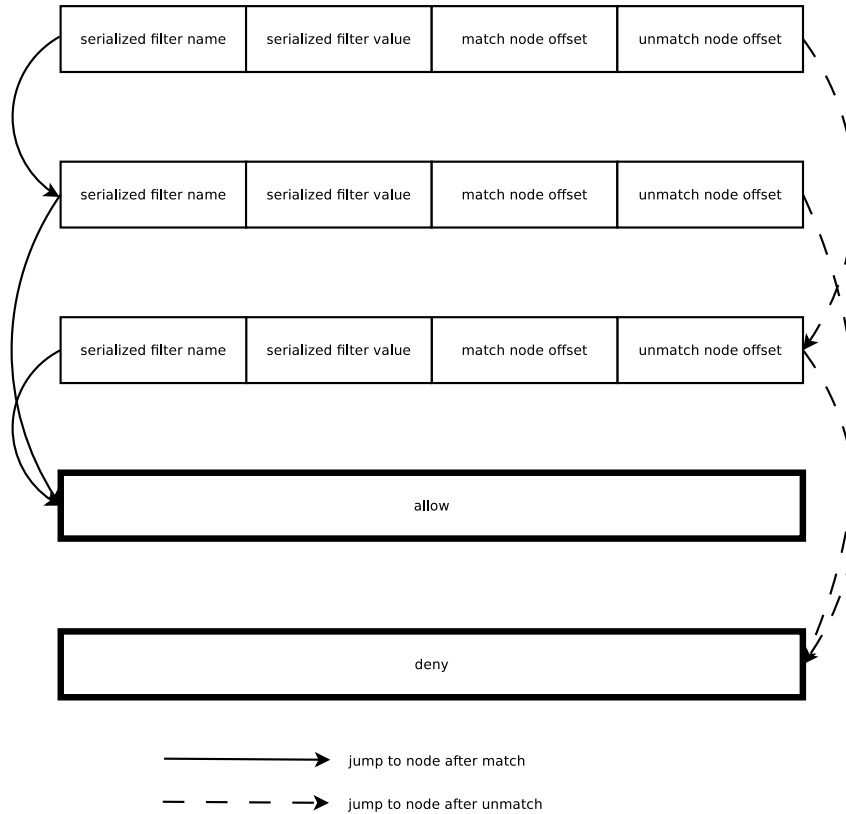 serialized filter name serialized filter value match node offset unmatch node offset
serialized filter name serialized filter value match node offset unmatch node offset
serialized filter name serialized filter value match node offset unmatch node offset
allow
deny
jump to node after match
jump to node after unmatch